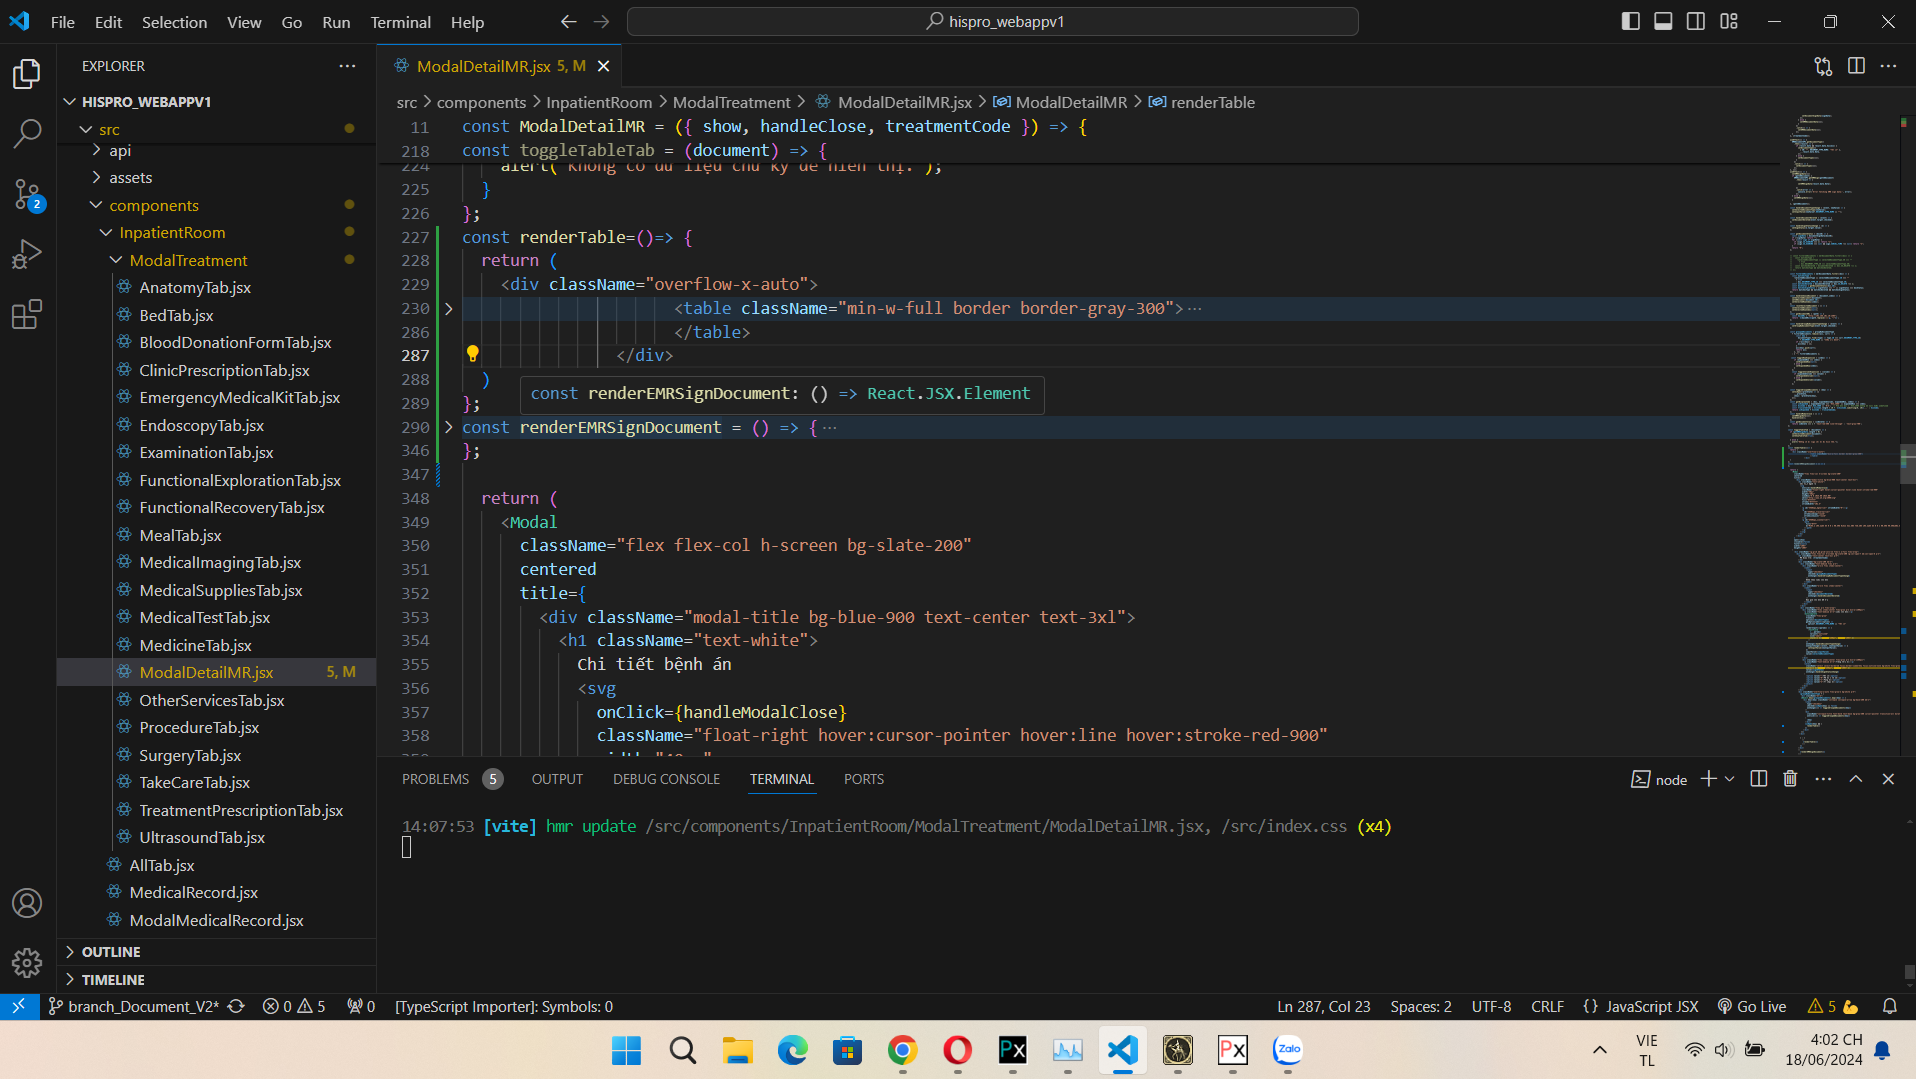 File Edit Selection View Go Run Terminal Help
hispro_webappv1
EXPLORER
HISPRO_WEBAPPV1
src
api
assets
components
InpatientRoom
ModalTreatment
AnatomyTab.jsx
BedTab.jsx
BloodDonationFormTab.jsx
ClinicPrescriptionTab.jsx
EmergencyMedicalKitTab.jsx
EndoscopyTab.jsx
ExaminationTab.jsx
FunctionalExplorationTab.jsx
FunctionalRecoveryTab.jsx
MealTab.jsx
MedicalImagingTab.jsx
MedicalSuppliesTab.jsx
MedicalTestTab.jsx
MedicineTab.jsx
ModalDetailMR.jsx 5, M
OtherServicesTab.jsx
ProcedureTab.jsx
SurgeryTab.jsx
TakeCareTab.jsx
TreatmentPrescriptionTab.jsx
UltrasoundTab.jsx
AllTab.jsx
MedicalRecord.jsx
ModalMedicalRecord.jsx
OUTLINE
TIMELINE
2
ModalDetailMR.jsx 5, M
src > components > InpatientRoom > ModalTreatment > ModalDetailMR.jsx > ModalDetailMR > renderTable
11 const ModalDetailMR = ({ show, handleClose, treatmentCode }) => {
218 const toggleTableTab = (document) => {
224 alert("Không có dữ liệu chữ ký để hiển thị.");
225 }
226 };
227 const renderTable=()=> {
228 return (
229 <div className="overflow-x-auto">
230 <table className="min-w-full border border-gray-300">···
286 </table>
287 </div>
288 )
const renderEMRSignDocument: () => React.JSX.Element
289 };
290 const renderEMRSignDocument = () => {···
346 };
347
348 return (
349 <Modal
350 className="flex flex-col h-screen bg-slate-200"
351 centered
352 title={
353 <div className="modal-title bg-blue-900 text-center text-3xl">
354 <h1 className="text-white">
355 Chi tiết bệnh án
356 <svg
357 onClick={handleModalClose}
358 className="float-right hover:cursor-pointer hover:line hover:stroke-red-900"
PROBLEMS 5 OUTPUT DEBUG CONSOLE TERMINAL PORTS
node
14:07:53 [vite] hmr update /src/components/InpatientRoom/ModalTreatment/ModalDetailMR.jsx, /src/index.css (x4)
branch_Document_V2* 0 5 0 [TypeScript Importer]: Symbols: 0
Ln 287, Col 23 Spaces: 2 UTF-8 CRLF {} JavaScript JSX Go Live 5
Px Px Zalo
VIE
TL
4:02 CH
18/06/2024